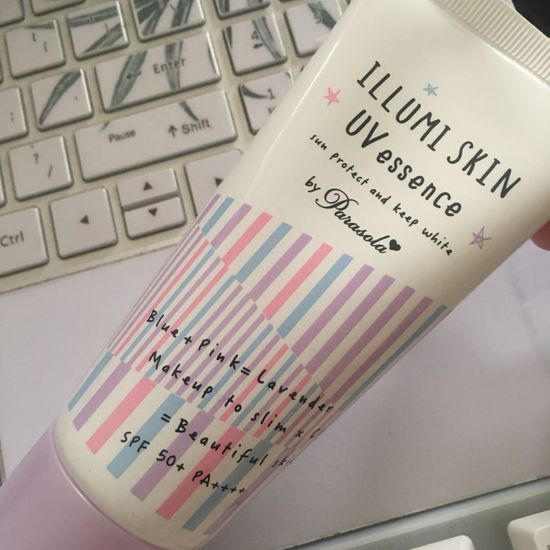 ILLUMI SKIN
UV essence
sun protect and keep white
by Parasola
Blue + Pink = Lavender
Makeup to slim x
= Beautiful
SPF 50+ PA++++
Enter
Pause
Shift
Ctrl